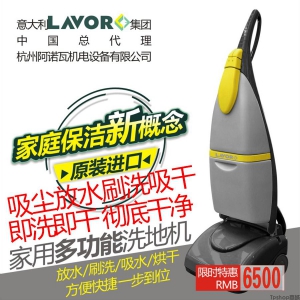 意大利LAVOR集团
中国总代理
杭州阿诺瓦机电设备有限公司
家庭保洁新概念
原装进口
吸尘放水刷洗吸干
即洗即干 彻底干净
家用多功能洗地机
放水/刷洗/吸水/烘干
方便快捷一步到位
限时特惠
RMB 6500